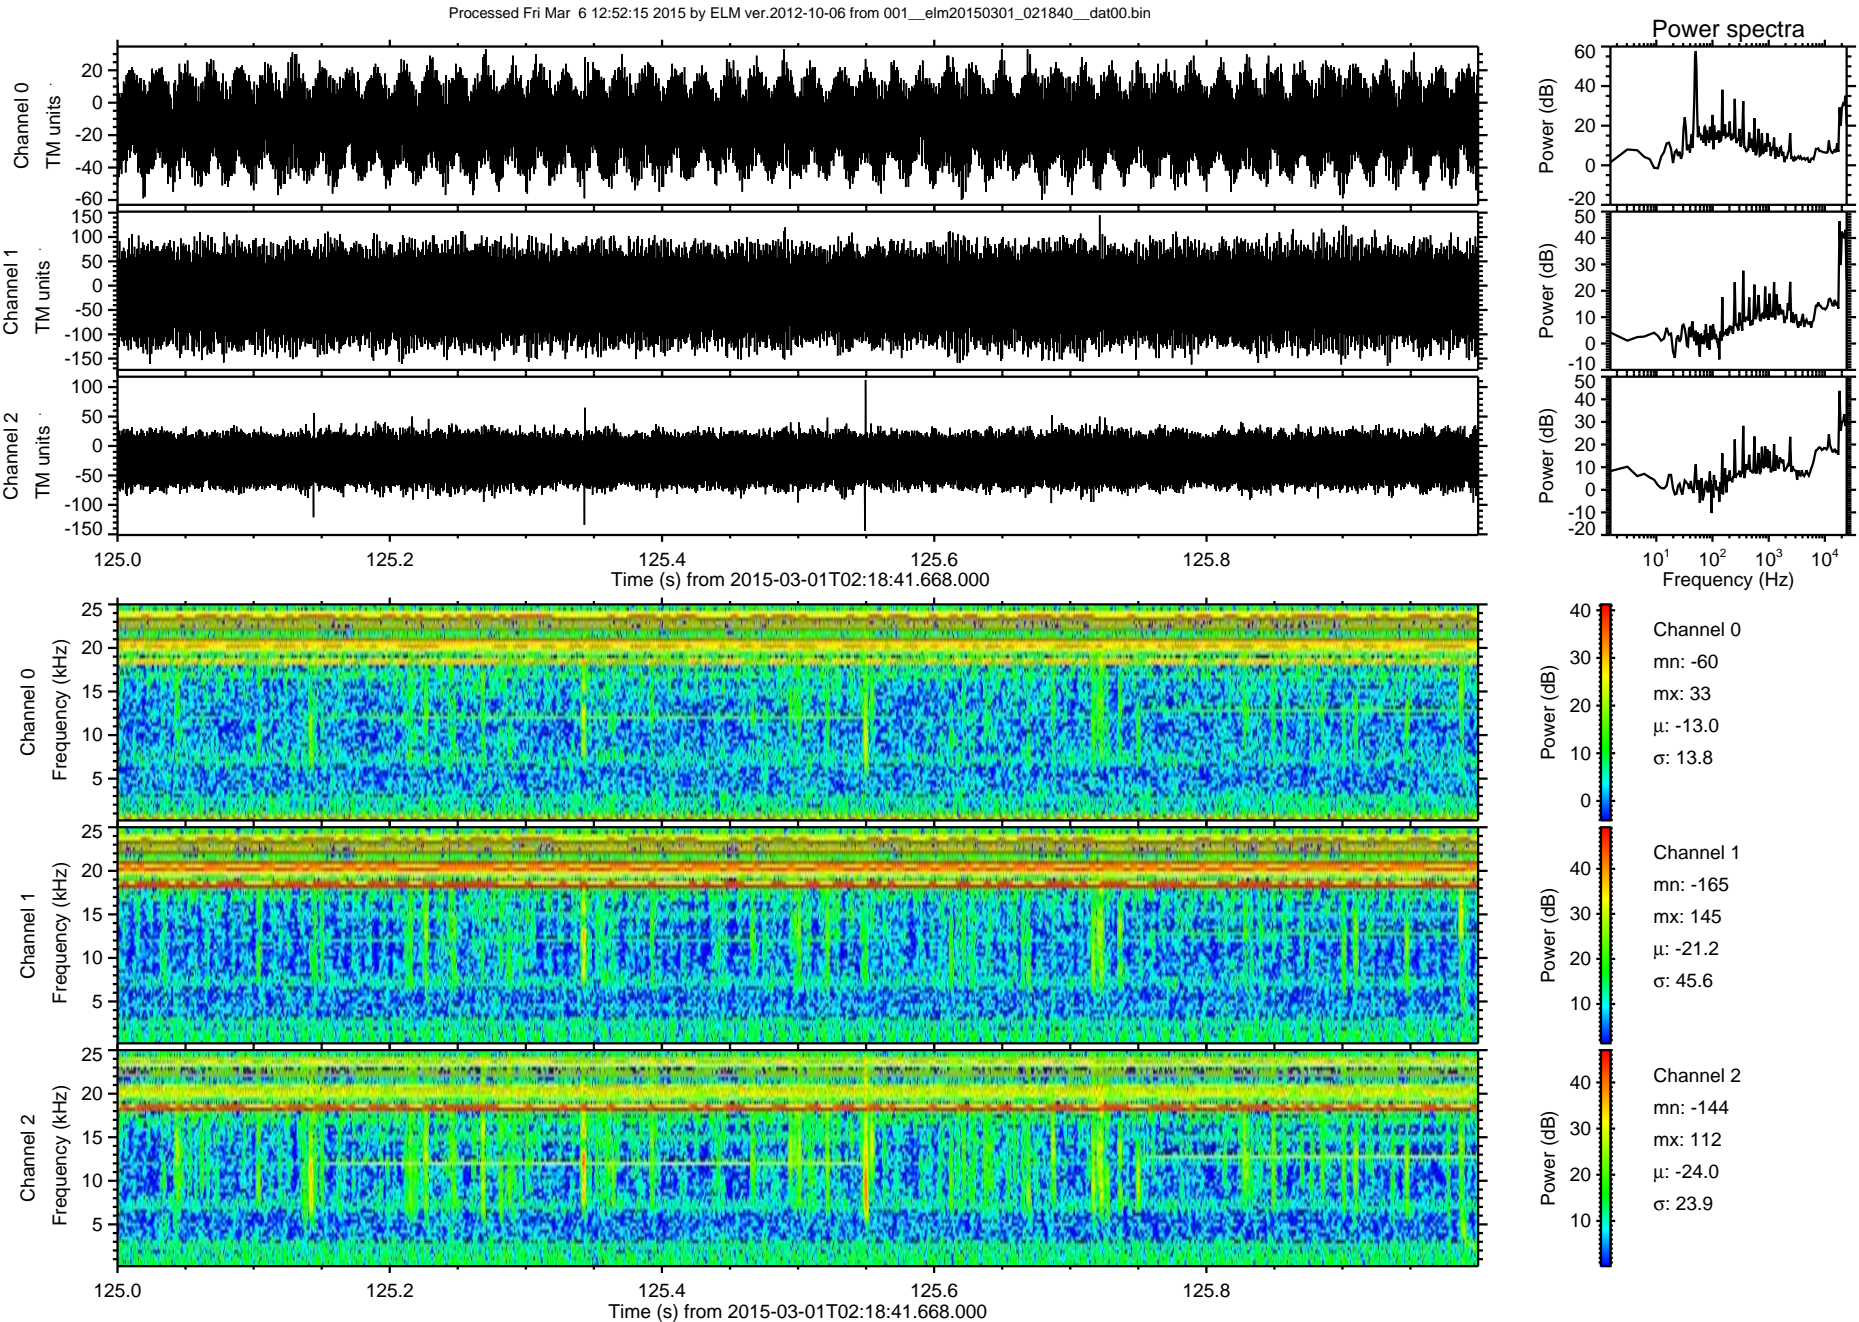 Processed Fri Mar  6 12:52:15 2015 by ELM ver.2012-10-06 from 001__elm20150301_021840__dat00.bin
Power spectra
Channel 0
TM units
20
0
-20
-40
-60
Power (dB)
60
40
20
0
-20
Channel 1
TM units
150
100
50
0
-50
-100
-150
Power (dB)
50
40
30
20
10
0
-10
Channel 2
TM units
100
50
0
-50
-100
-150
Power (dB)
50
40
30
20
10
0
-10
-20
125.0 125.2 125.4 125.6 125.8
Time (s) from 2015-03-01T02:18:41.668.000
10¹ 10² 10³ 10⁴
Frequency (Hz)
Channel 0
Frequency (kHz)
25
20
15
10
5
Power (dB)
40
30
20
10
0
Channel 0
mn: -60
mx: 33
μ: -13.0
σ: 13.8
Channel 1
Frequency (kHz)
25
20
15
10
5
Power (dB)
40
30
20
10
Channel 1
mn: -165
mx: 145
μ: -21.2
σ: 45.6
Channel 2
Frequency (kHz)
25
20
15
10
5
Power (dB)
40
30
20
10
Channel 2
mn: -144
mx: 112
μ: -24.0
σ: 23.9
125.0 125.2 125.4 125.6 125.8
Time (s) from 2015-03-01T02:18:41.668.000